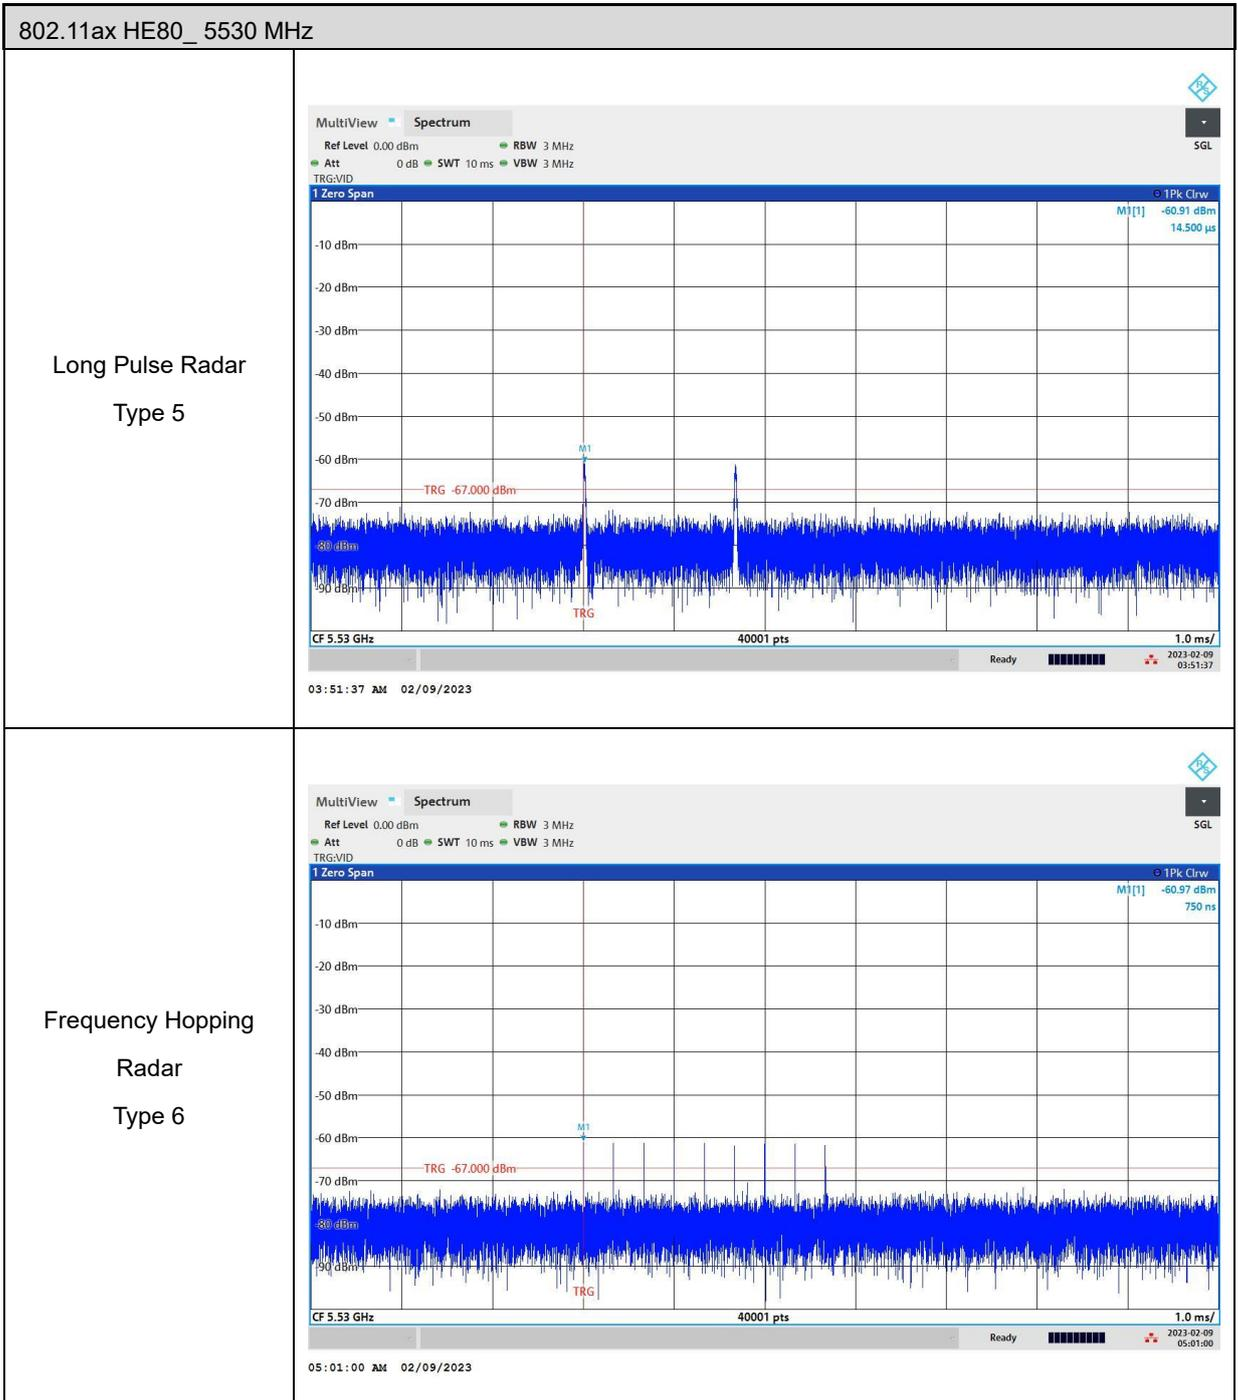 802.11ax HE80_ 5530 MHz
Long Pulse Radar
Type 5
R&S
MultiView Spectrum
Ref Level 0.00 dBm RBW 3 MHz SGL
Att 0 dB SWT 10 ms VBW 3 MHz
TRG:VID
1 Zero Span 1Pk Clrw
M1[1] -60.91 dBm
14.500 µs
-10 dBm
-20 dBm
-30 dBm
-40 dBm
-50 dBm
M1
-60 dBm
TRG -67.000 dBm
-70 dBm
-80 dBm
-90 dBm
TRG
CF 5.53 GHz 40001 pts 1.0 ms/
Ready 2023-02-09
03:51:37
03:51:37 AM 02/09/2023
Frequency Hopping
Radar
Type 6
R&S
MultiView Spectrum
Ref Level 0.00 dBm RBW 3 MHz SGL
Att 0 dB SWT 10 ms VBW 3 MHz
TRG:VID
1 Zero Span 1Pk Clrw
M1[1] -60.97 dBm
750 ns
-10 dBm
-20 dBm
-30 dBm
-40 dBm
-50 dBm
M1
-60 dBm
TRG -67.000 dBm
-70 dBm
-80 dBm
-90 dBm
TRG
CF 5.53 GHz 40001 pts 1.0 ms/
Ready 2023-02-09
05:01:00
05:01:00 AM 02/09/2023